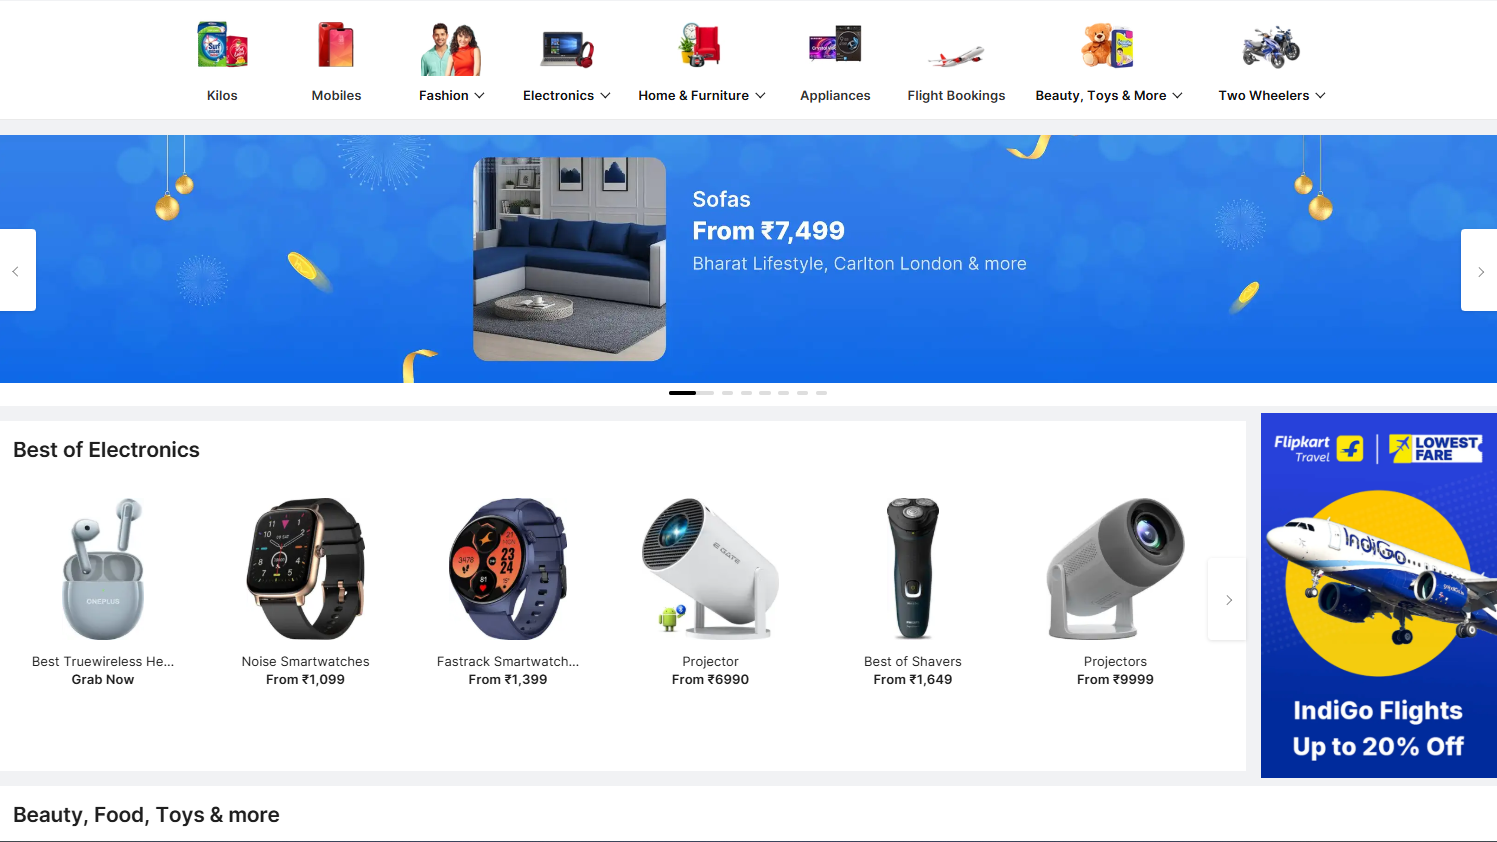 Kilos
Mobiles
Fashion
Electronics
Home & Furniture
Appliances
Flight Bookings
Beauty, Toys & More
Two Wheelers
Sofas
From ₹7,499
Bharat Lifestyle, Carlton London & more
Best of Electronics
ONEPLUS
Best Truewireless He...
Grab Now
Noise Smartwatches
From ₹1,099
Fastrack Smartwatch...
From ₹1,399
E GATE
Projector
From ₹6990
Best of Shavers
From ₹1,649
Projectors
From ₹9999
Flipkart
Travel
LOWEST
FARE
IndiGo
IndiGo Flights
Up to 20% Off
Beauty, Food, Toys & more